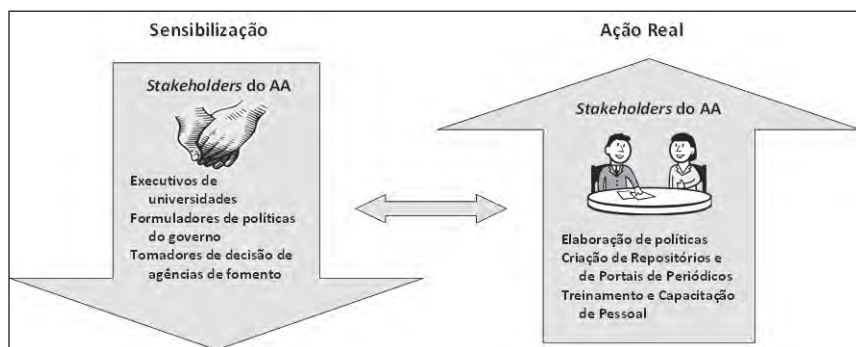 Sensibilização
Stakeholders do AA
Executivos de
universidades
Formuladores de políticas
do governo
Tomadores de decisão de
agências de fomento
Ação Real
Stakeholders do AA
Elaboração de políticas
Criação de Repositórios e
de Portais de Periódicos
Treinamento e Capacitação
de Pessoal